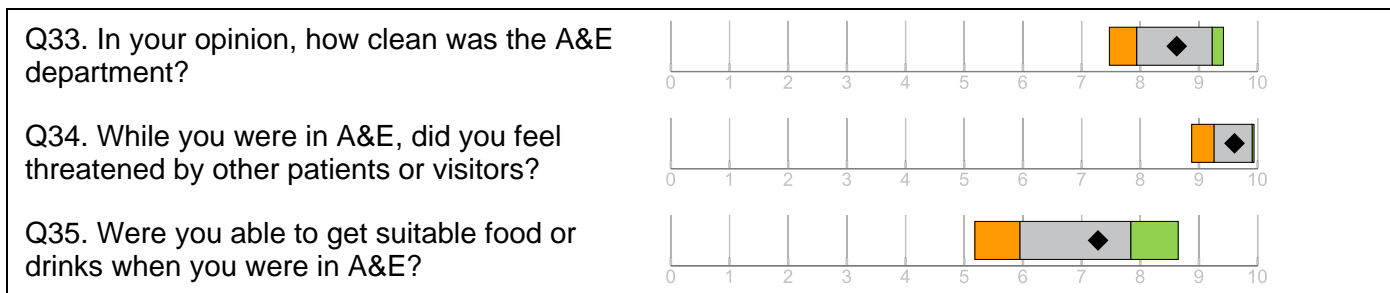 Q33. In your opinion, how clean was the A&E
department?
0 1 2 3 4 5 6 7 8 9 10
Q34. While you were in A&E, did you feel
threatened by other patients or visitors?
0 1 2 3 4 5 6 7 8 9 10
Q35. Were you able to get suitable food or
drinks when you were in A&E?
0 1 2 3 4 5 6 7 8 9 10